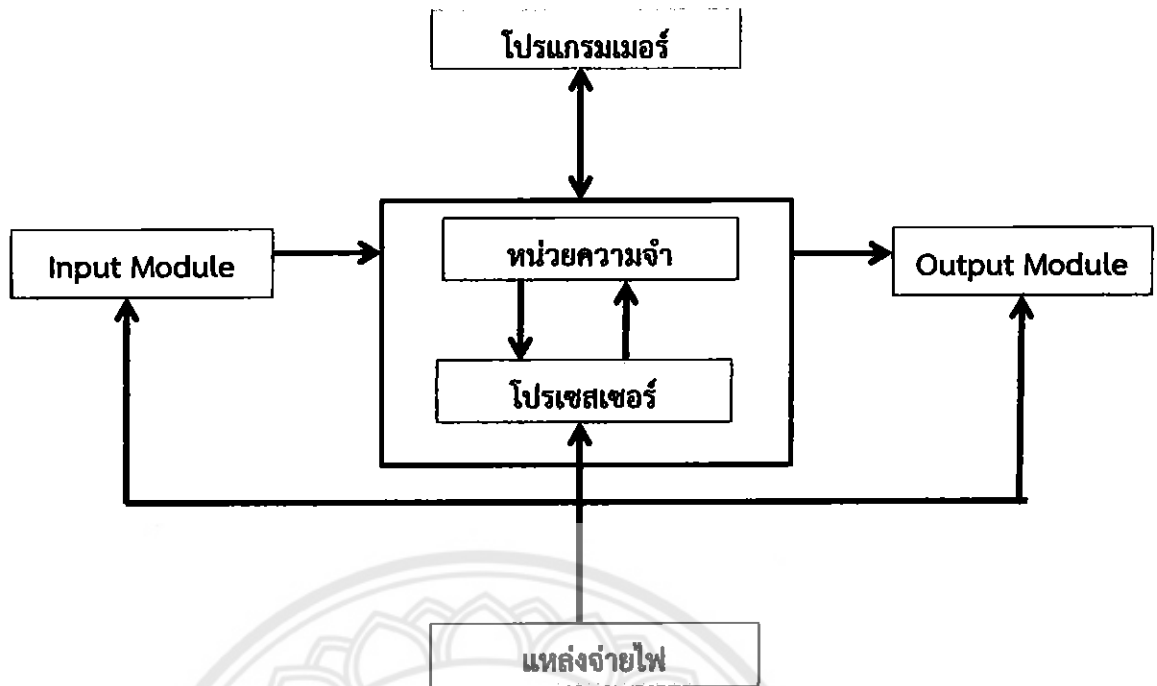 โปรแกรมเมอร์
หน่วยความจำ
Input Module
Output Module
โปรเซสเซอร์
แหล่งจ่ายไฟ